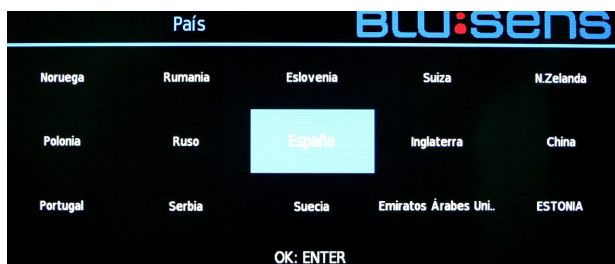 País BLU:SENS
Noruega Rumania Eslovenia Suiza N.Zelanda
Polonia Ruso España Inglaterra China
Portugal Serbia Suecia Emiratos Árabes Uni.. ESTONIA
OK: ENTER